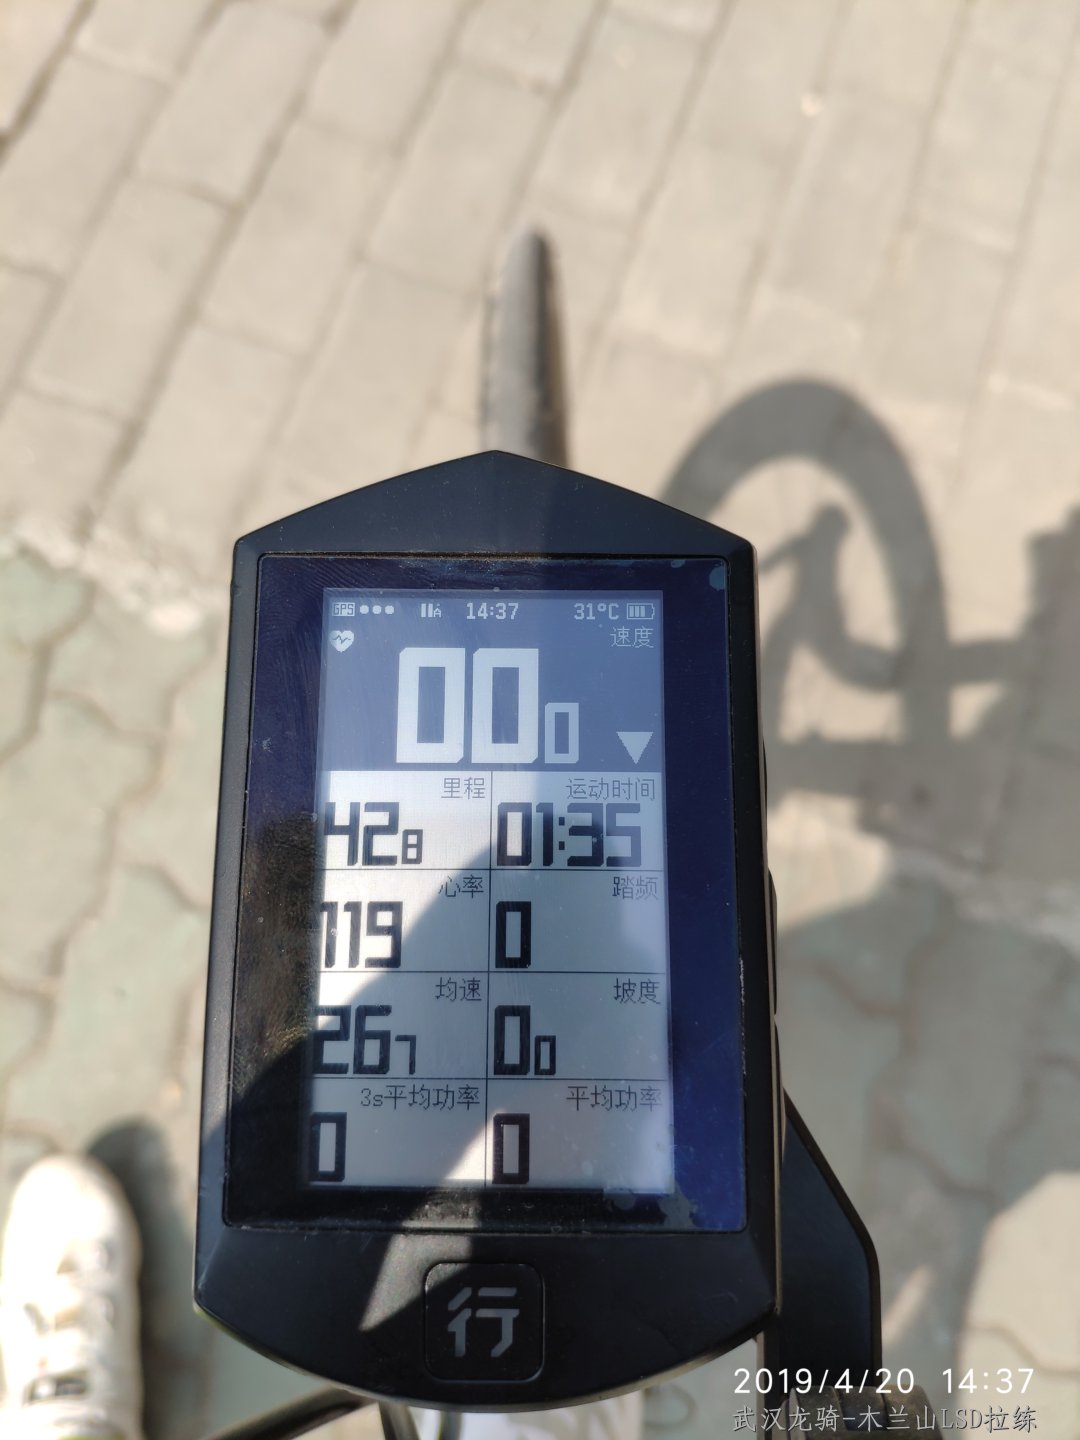 GPS 14:37 31°C
速度
000
里程 运动时间
428 01:35
心率 踏频
119 0
均速 坡度
267 00
3s平均功率 平均功率
0 0
行
2019/4/20 14:37
武汉龙骑-木兰山LSD拉练